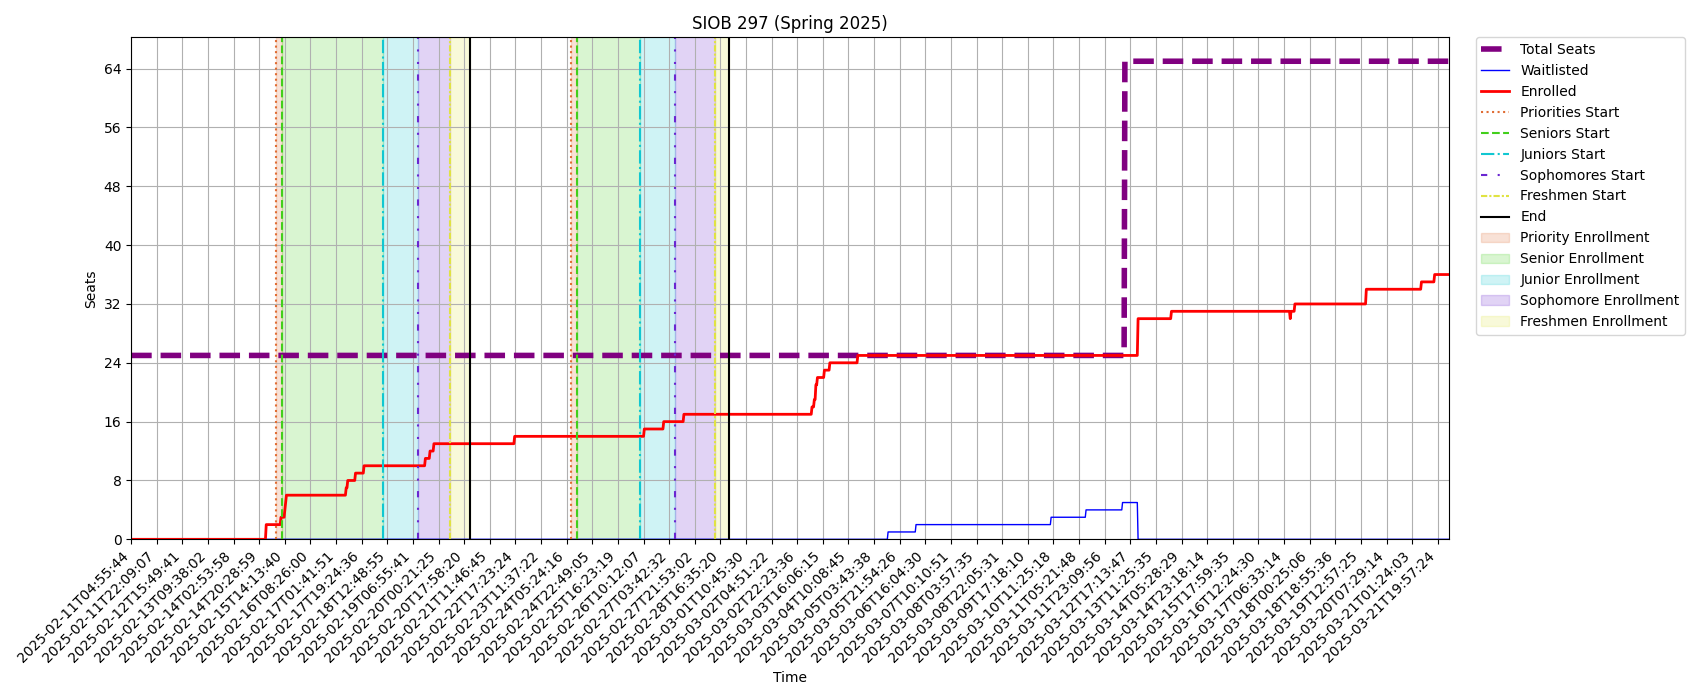 SIOB 297 (Spring 2025)
Seats
64
56
48
40
32
24
16
8
0
2025-02-11T04:55:44
2025-02-11T22:09:07
2025-02-12T15:49:41
2025-02-13T09:38:02
2025-02-14T02:53:58
2025-02-14T20:28:59
2025-02-15T14:13:40
2025-02-16T08:26:00
2025-02-17T01:41:51
2025-02-17T19:24:36
2025-02-18T12:48:55
2025-02-19T06:55:41
2025-02-20T00:21:25
2025-02-20T17:58:20
2025-02-21T11:46:45
2025-02-22T17:23:24
2025-02-23T11:37:22
2025-02-24T05:24:16
2025-02-24T22:49:05
2025-02-25T16:23:19
2025-02-26T10:12:07
2025-02-27T03:42:32
2025-02-27T21:53:02
2025-02-28T16:35:20
2025-03-01T10:45:30
2025-03-02T04:51:22
2025-03-02T22:23:36
2025-03-03T16:06:15
2025-03-04T10:08:45
2025-03-05T03:43:38
2025-03-05T21:54:26
2025-03-06T16:04:30
2025-03-07T10:10:51
2025-03-08T03:57:35
2025-03-08T22:05:31
2025-03-09T17:18:10
2025-03-10T11:25:18
2025-03-11T05:21:48
2025-03-11T23:09:56
2025-03-12T17:13:47
2025-03-13T11:25:35
2025-03-14T05:28:29
2025-03-14T23:18:14
2025-03-15T17:59:35
2025-03-16T12:24:30
2025-03-17T06:33:14
2025-03-18T00:25:06
2025-03-18T18:55:36
2025-03-19T12:57:25
2025-03-20T07:29:14
2025-03-21T01:24:03
2025-03-21T19:57:24
Time
Total Seats
Waitlisted
Enrolled
Priorities Start
Seniors Start
Juniors Start
Sophomores Start
Freshmen Start
End
Priority Enrollment
Senior Enrollment
Junior Enrollment
Sophomore Enrollment
Freshmen Enrollment